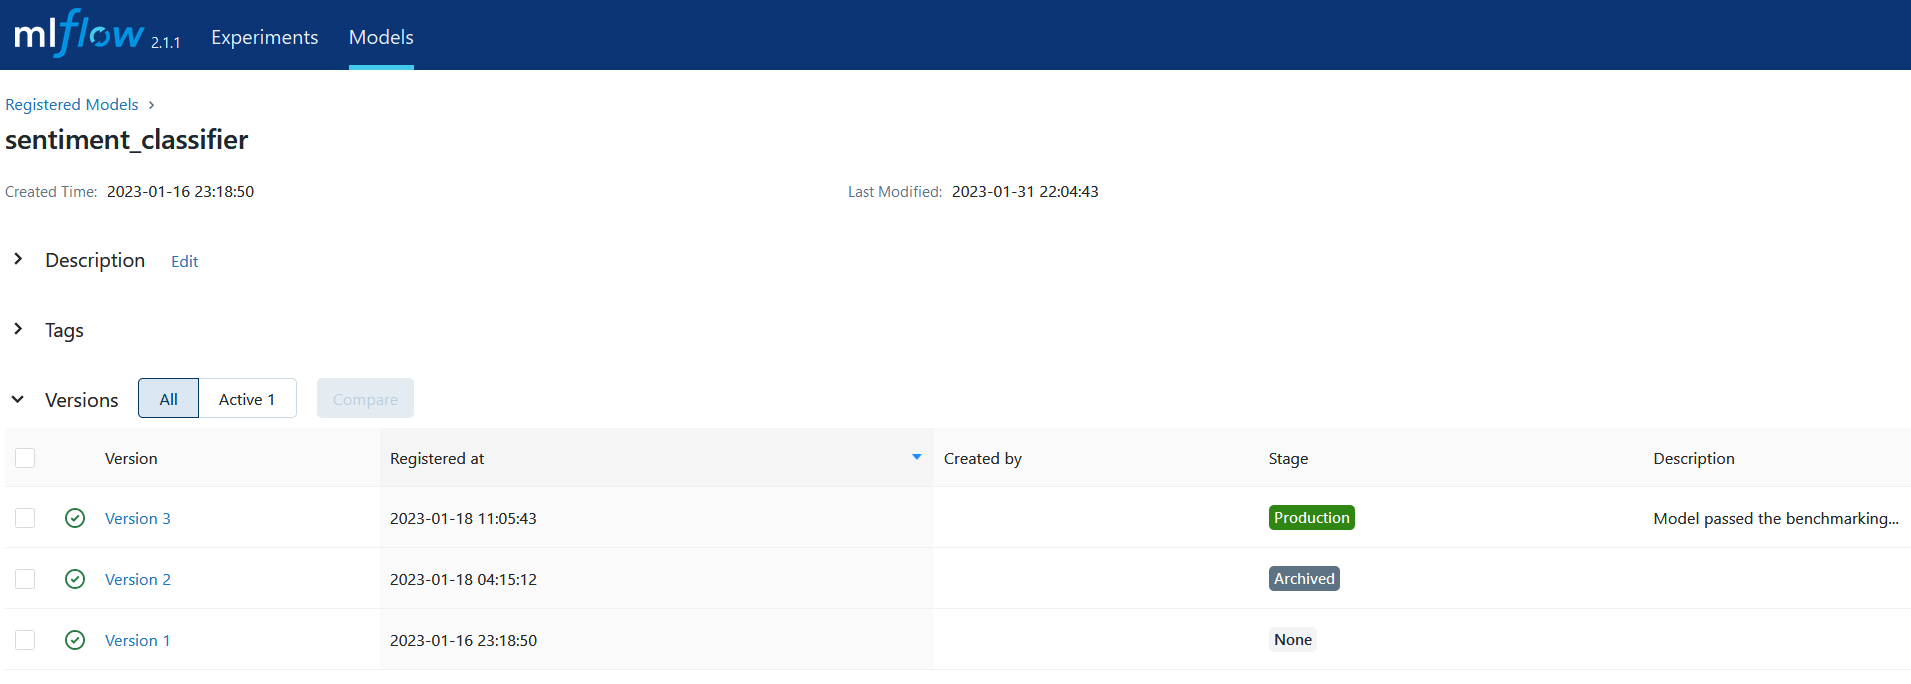 mlflow 2.1.1 Experiments Models
Registered Models >
sentiment_classifier
Created Time: 2023-01-16 23:18:50 Last Modified: 2023-01-31 22:04:43
Description Edit
Tags
Versions All Active 1 Compare
Version Registered at Created by Stage Description
Version 3 2023-01-18 11:05:43 Production Model passed the benchmarking...
Version 2 2023-01-18 04:15:12 Archived
Version 1 2023-01-16 23:18:50 None